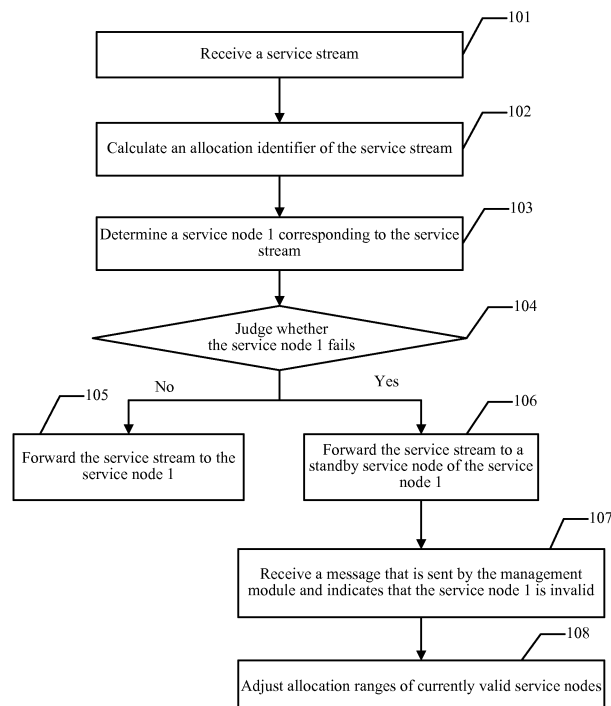 101
Receive a service stream
102
Calculate an allocation identifier of the service stream
103
Determine a service node 1 corresponding to the service
stream
104
Judge whether
the service node 1 fails
No
Yes
105
Forward the service stream to the
service node 1
106
Forward the service stream to a
standby service node of the service
node 1
107
Receive a message that is sent by the management
module and indicates that the service node 1 is invalid
108
Adjust allocation ranges of currently valid service nodes